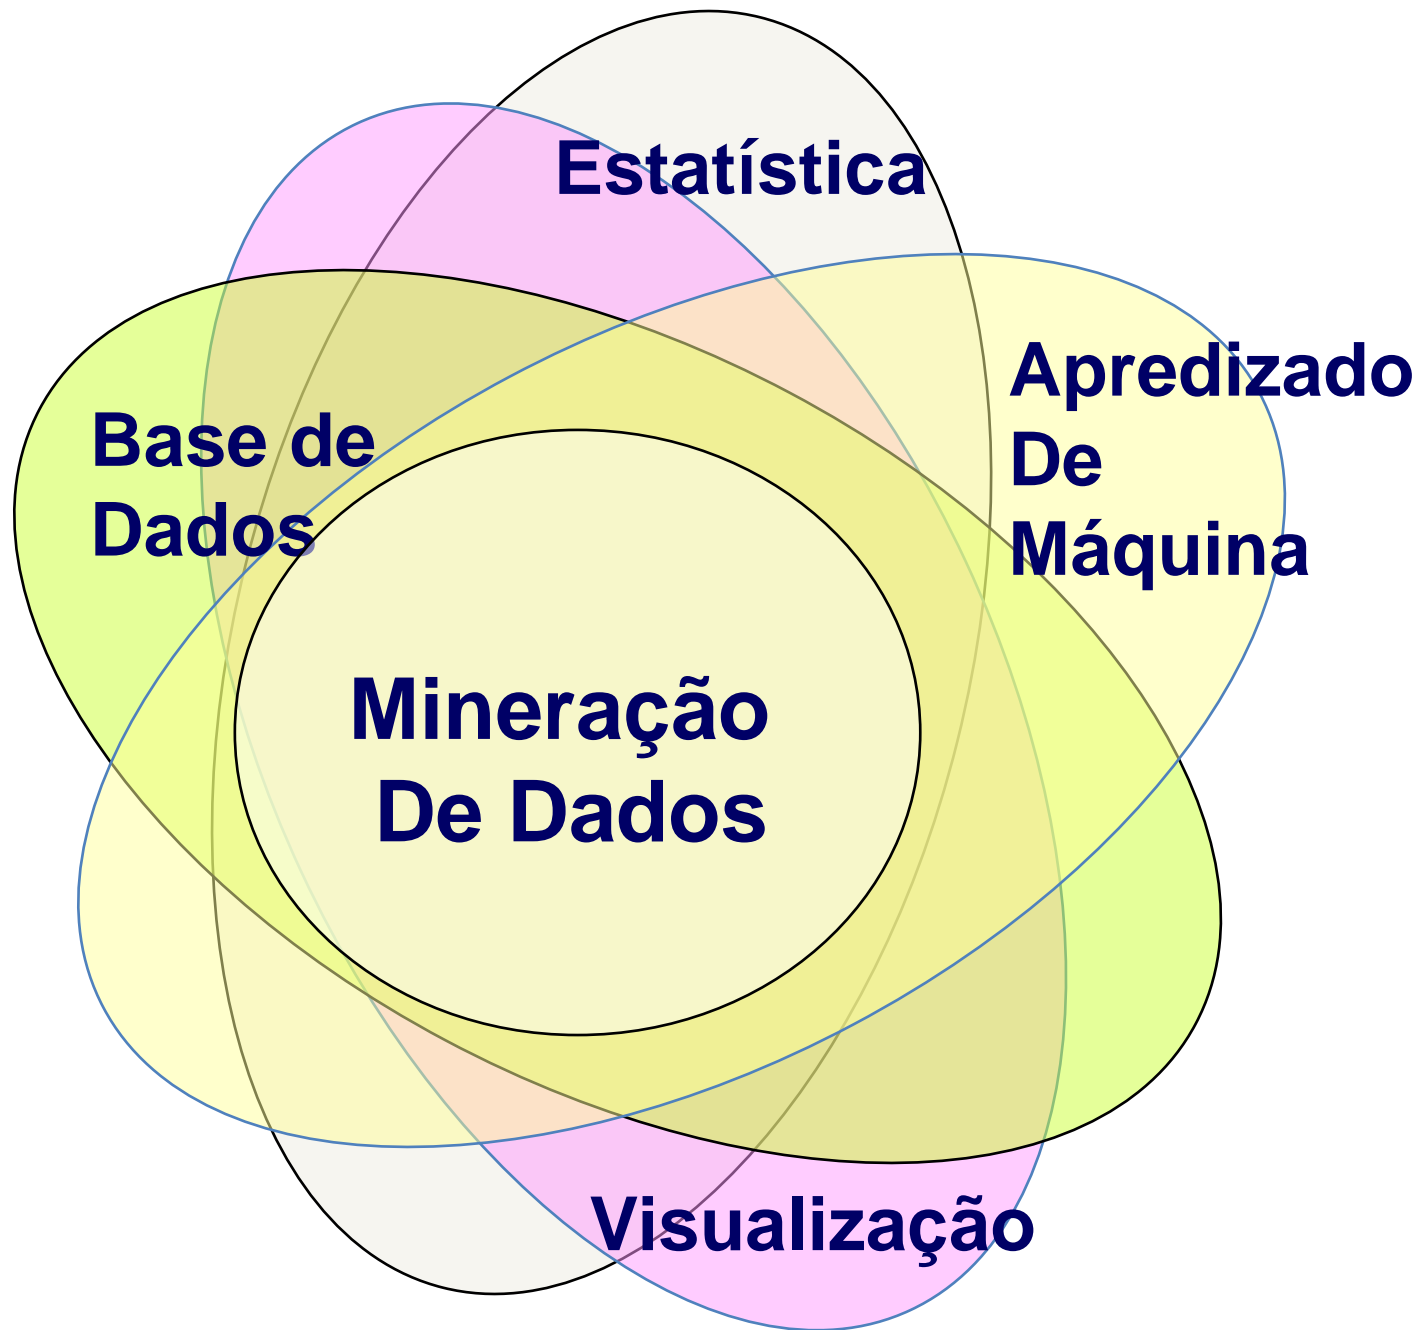 Estatística
Apredizado
De
Máquina
Base de
Dados
Mineração
De Dados
Visualização